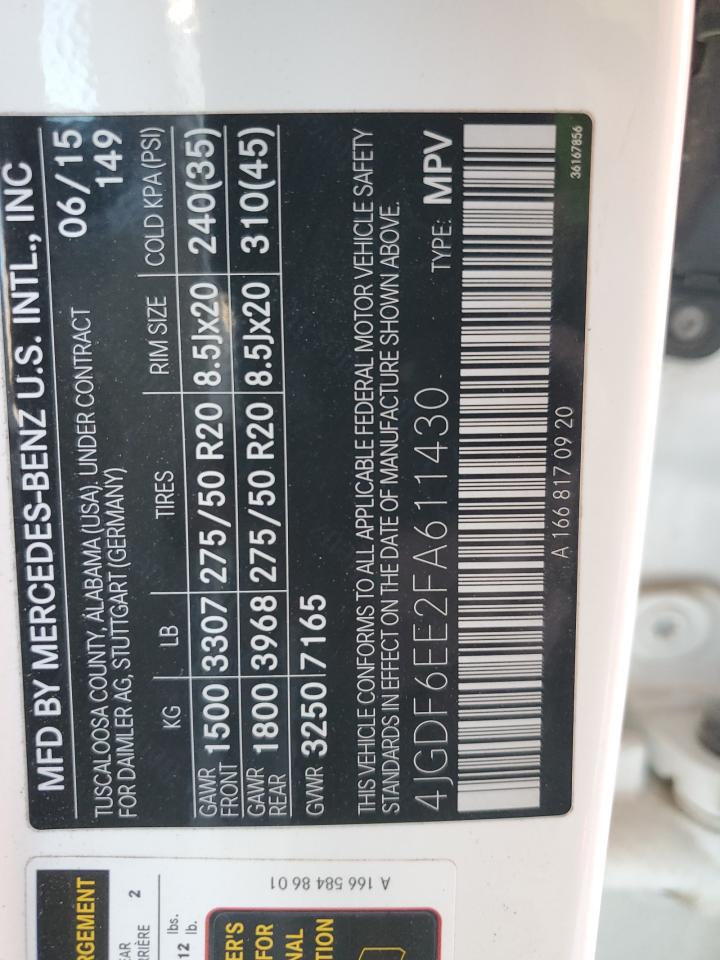 MFD BY MERCEDES-BENZ U.S. INTL., INC
TUSCALOOSA COUNTY, ALABAMA (USA), UNDER CONTRACT 06/15
FOR DAIMLER AG, STUTTGART (GERMANY) 149
KG LB TIRES RIM SIZE COLD KPA (PSI)
GAWR FRONT 1500 3307 275/50 R20 8.5Jx20 240(35)
GAWR REAR 1800 3968 275/50 R20 8.5Jx20 310(45)
GVWR 3250 7165
THIS VEHICLE CONFORMS TO ALL APPLICABLE FEDERAL MOTOR VEHICLE SAFETY
STANDARDS IN EFFECT ON THE DATE OF MANUFACTURE SHOWN ABOVE.
4JGDF6EE2FA611430 TYPE: MPV
A 166 817 09 20
36167856
RGEMENT
EAR
RRIÈRE 2
lbs.
12 lb.
ER'S
FOR
NAL
TION
A 166 584 86 01